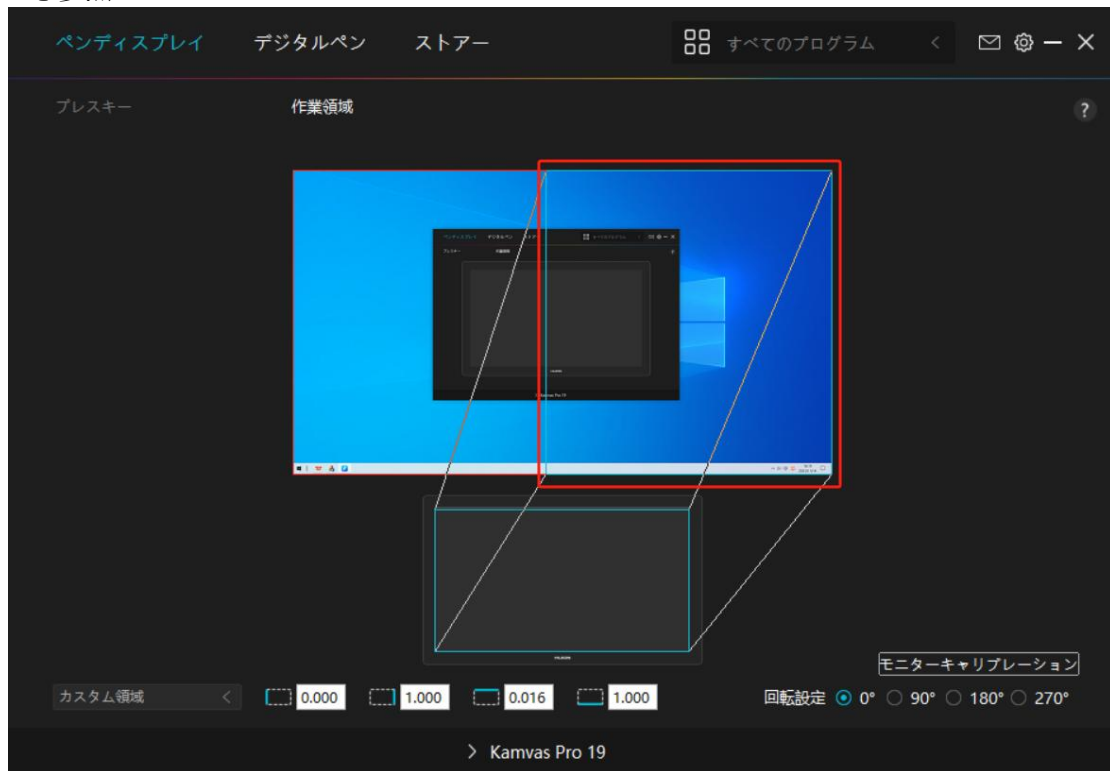 ペンディスプレイ デジタルペン ストアー すべてのプログラム
プレスキー 作業領域 ?
モニターキャリブレーション
カスタム領域 0.000 1.000 0.016 1.000 回転設定 0° 90° 180° 270°
Kamvas Pro 19